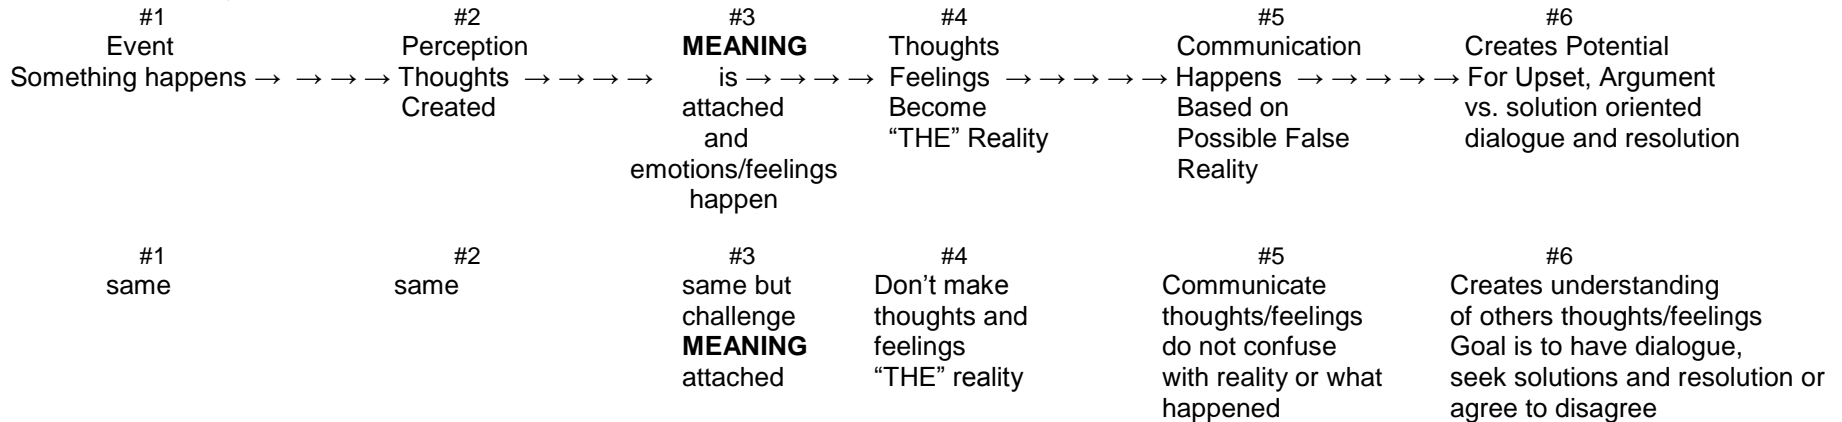 #1 #2 #3 #4 #5 #6
Event Perception MEANING Thoughts Communication Creates Potential
Something happens → → → → Thoughts → → → → is → → → → Feelings → → → → → Happens → → → → → For Upset, Argument
Created attached Become Based on vs. solution oriented
and “THE” Reality Possible False dialogue and resolution
emotions/feelings Reality
happen
#1 #2 #3 #4 #5 #6
same same same but Don’t make Communicate Creates understanding
challenge thoughts and thoughts/feelings of others thoughts/feelings
MEANING feelings do not confuse Goal is to have dialogue,
attached “THE” reality with reality or what seek solutions and resolution or
happened agree to disagree